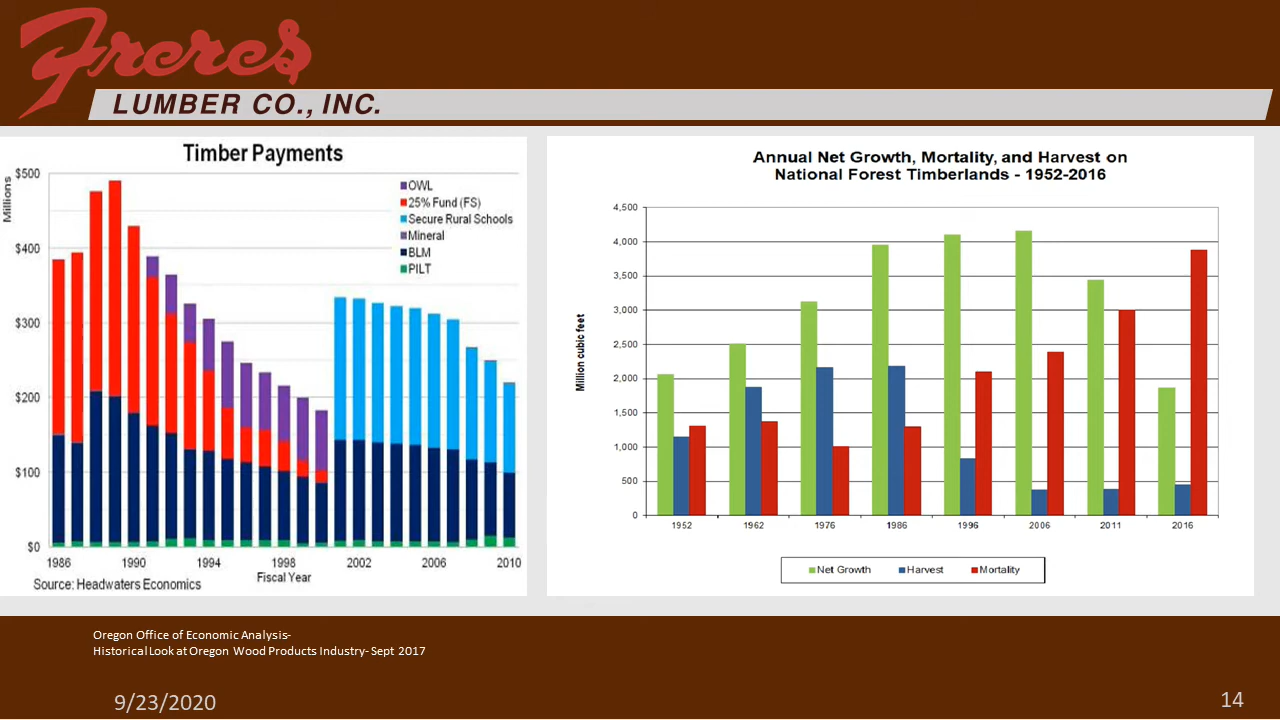 Freres
LUMBER CO., INC.
Timber Payments
Millions
$500
$400
$300
$200
$100
$0
OWL
25% Fund (FS)
Secure Rural Schools
Mineral
BLM
PILT
1986
1990
1994
1998
2002
2006
2010
Fiscal Year
Source: Headwaters Economics
Annual Net Growth, Mortality, and Harvest on
National Forest Timberlands - 1952-2016
Million cubic feet
4,500
4,000
3,500
3,000
2,500
2,000
1,500
1,000
500
0
1952
1962
1976
1986
1996
2006
2011
2016
Net Growth
Harvest
Mortality
Oregon Office of Economic Analysis-
Historical Look at Oregon Wood Products Industry- Sept 2017
9/23/2020
14